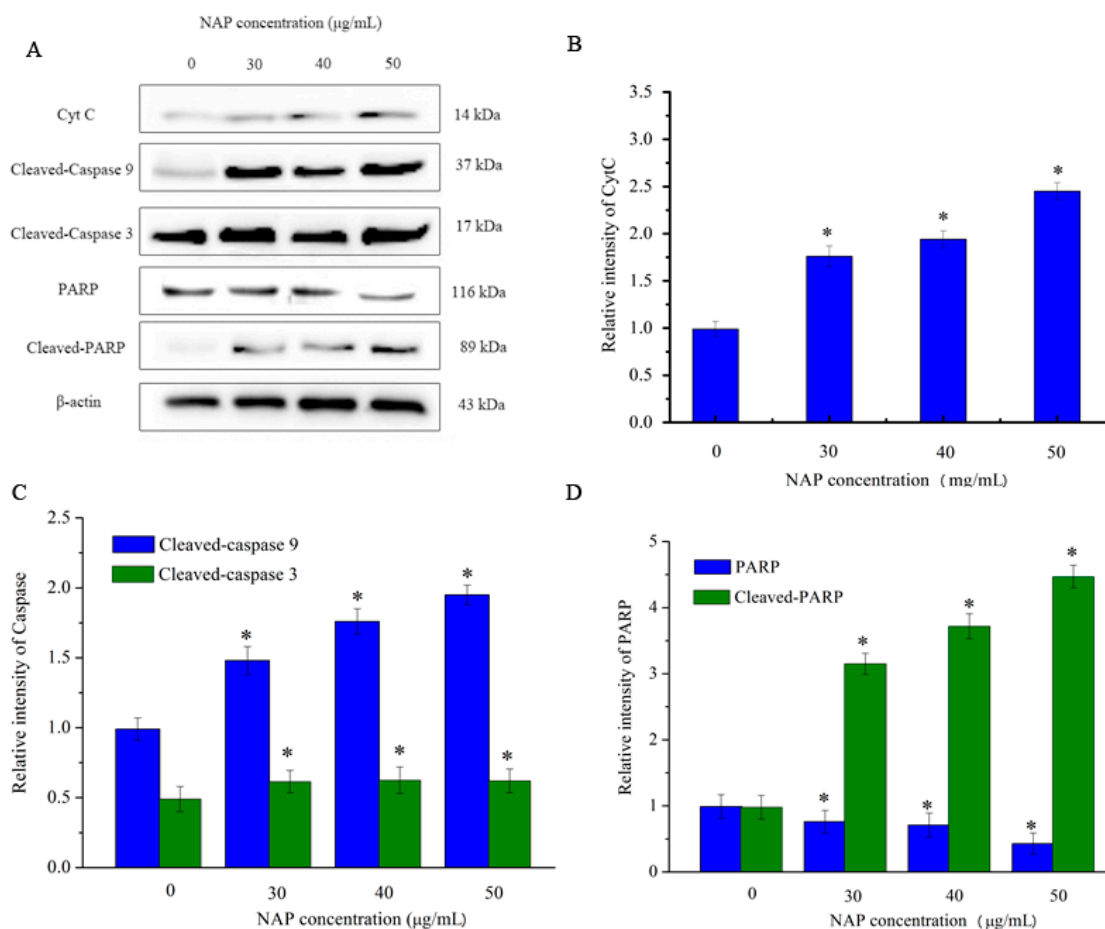 NAP concentration (μg/mL)
A
0 30 40 50
Cyt C 14 kDa
Cleaved-Caspase 9 37 kDa
Cleaved-Caspase 3 17 kDa
PARP 116 kDa
Cleaved-PARP 89 kDa
β-actin 43 kDa
B
Relative intensity of CytC
3.5
3.0
2.5
2.0
1.5
1.0
0.5
0.0
* * *
0 30 40 50
NAP concentration (mg/mL)
C
Relative intensity of Caspase
2.5
2.0
1.5
1.0
0.5
0.0
Cleaved-caspase 9
Cleaved-caspase 3
* * * * * *
0 30 40 50
NAP concentration (μg/mL)
D
Relative intensity of PARP
5
4
3
2
1
0
PARP
Cleaved-PARP
* * * * * *
0 30 40 50
NAP concentration (μg/mL)